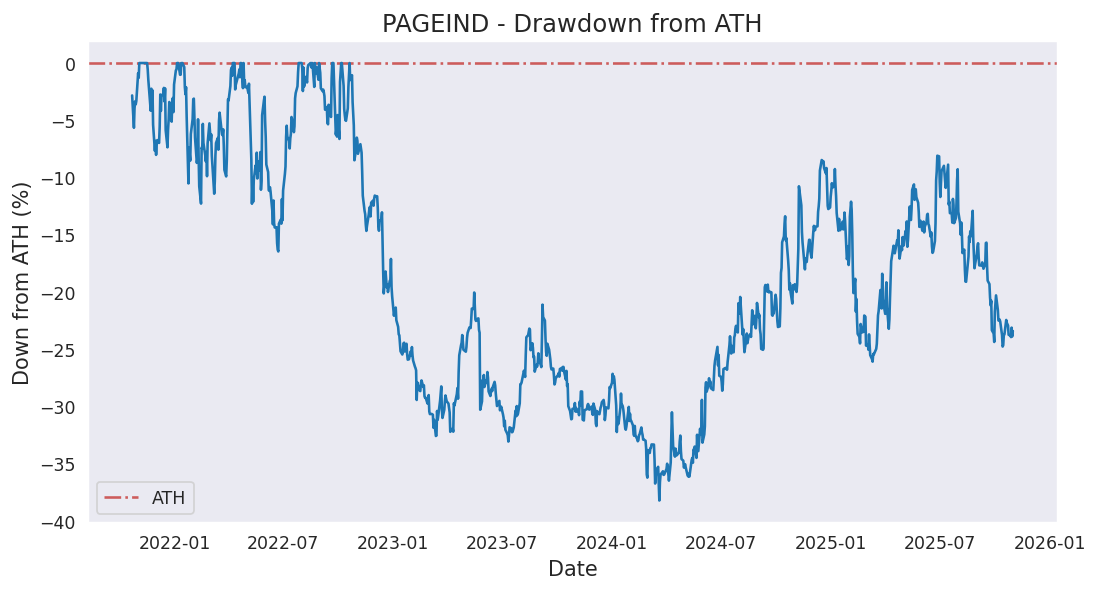 PAGEIND - Drawdown from ATH
Down from ATH (%)
0
−5
−10
−15
−20
−25
−30
−35
−40
ATH
2022-01 2022-07 2023-01 2023-07 2024-01 2024-07 2025-01 2025-07 2026-01
Date